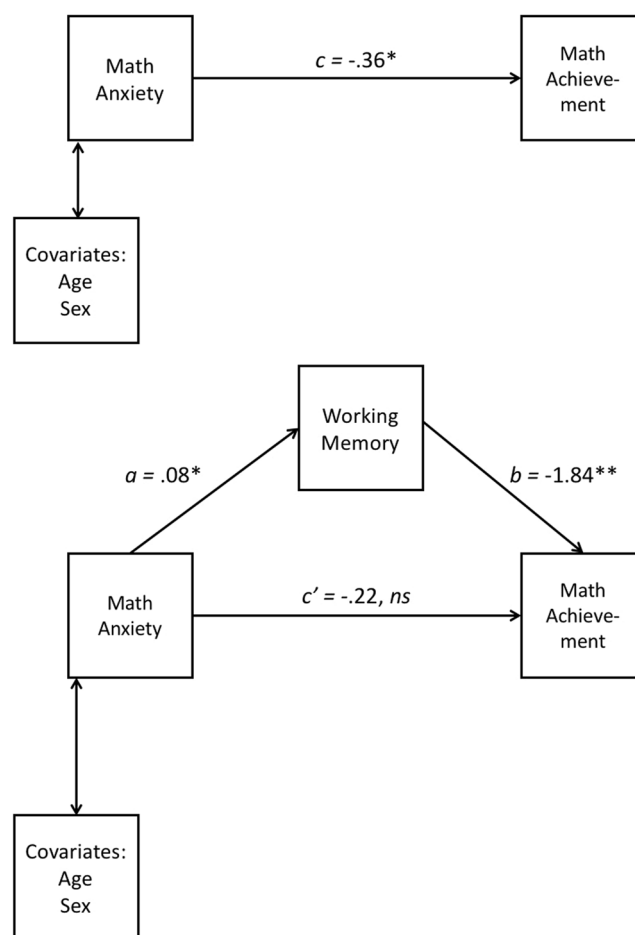 Math
Anxiety
c = -.36*
Math
Achieve-
ment
Covariates:
Age
Sex
Working
Memory
a = .08*
b = -1.84**
Math
Anxiety
c’ = -.22, ns
Math
Achieve-
ment
Covariates:
Age
Sex